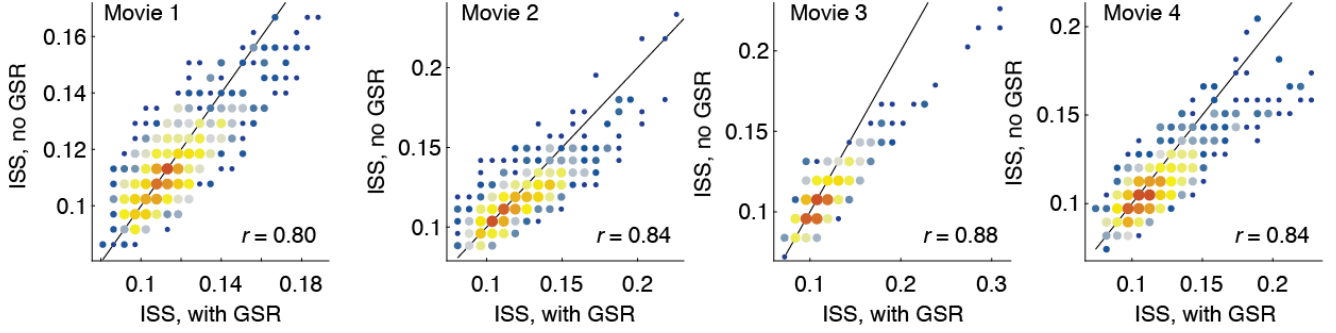 Movie 1
0.16
0.14
0.12
0.1
ISS, no GSR
r = 0.80
0.1
0.14
0.18
ISS, with GSR
Movie 2
0.2
0.15
0.1
ISS, no GSR
r = 0.84
0.1
0.15
0.2
ISS, with GSR
Movie 3
0.2
0.15
0.1
ISS, no GSR
r = 0.88
0.1
0.2
0.3
ISS, with GSR
Movie 4
0.2
0.15
0.1
ISS, no GSR
r = 0.84
0.1
0.15
0.2
ISS, with GSR